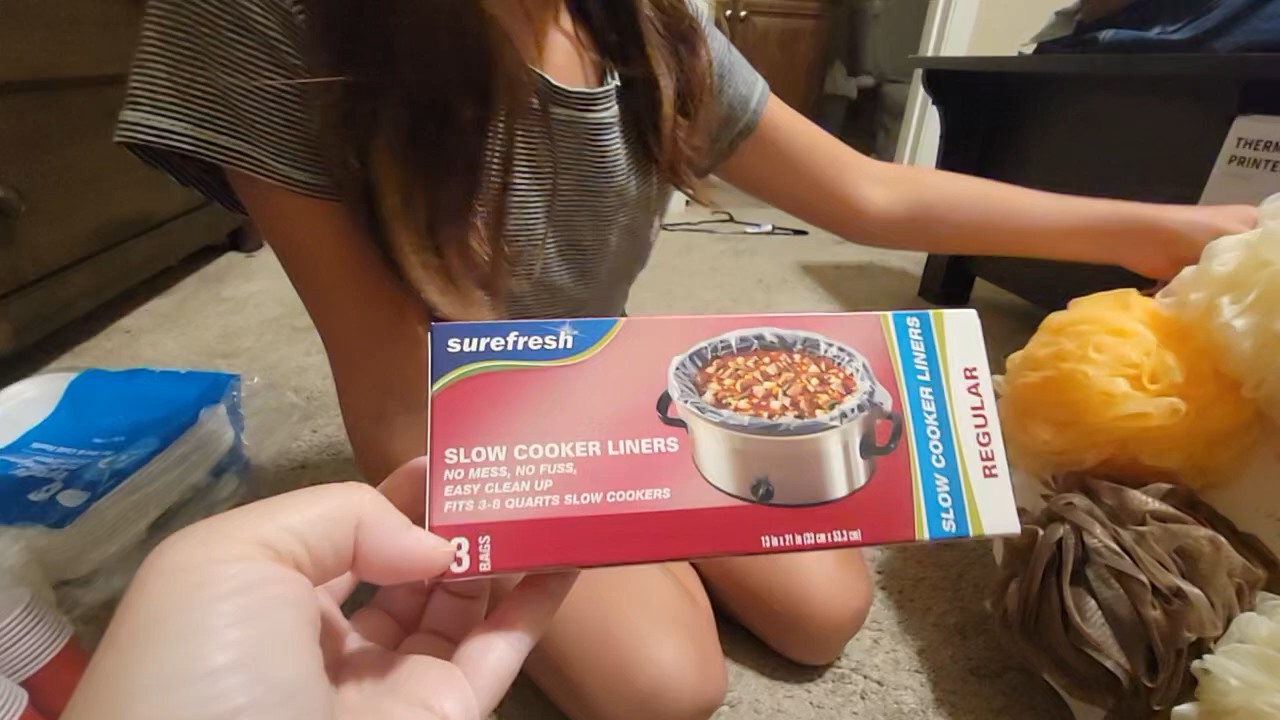 surefresh
SLOW COOKER LINERS
NO MESS, NO FUSS,
EASY CLEAN UP
FITS 3-8 QUARTS SLOW COOKERS
3
BAGS
13 in x 21 in (33 cm x 53.3 cm)
SLOW COOKER LINERS
REGULAR
THERM
PRINTE